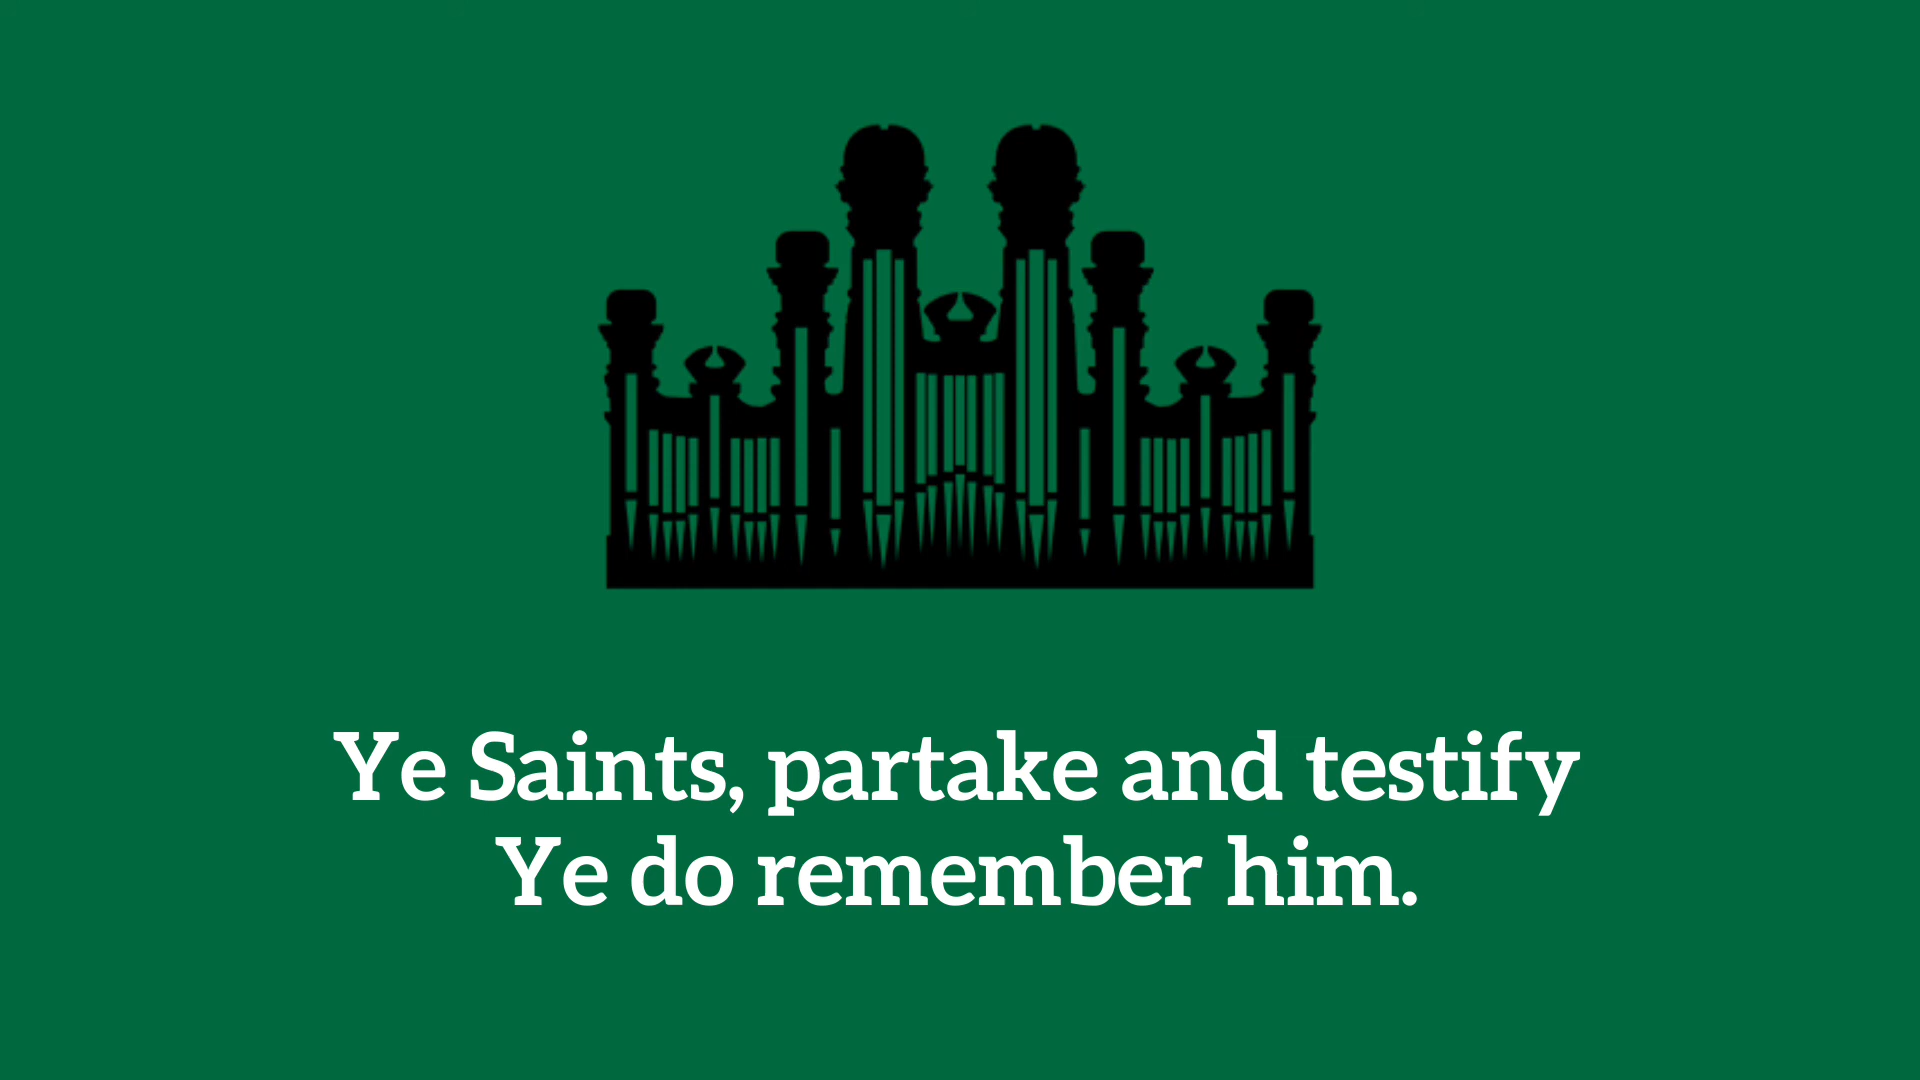 Ye Saints, partake and testify
Ye do remember him.